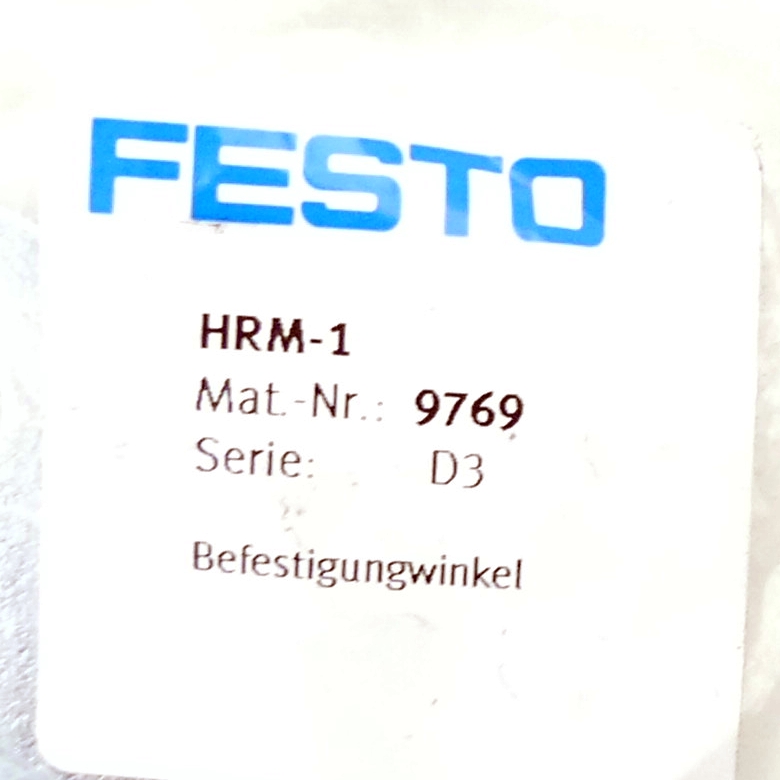 FESTO
HRM-1
Mat.-Nr.: 9769
Serie: D3
Befestigungwinkel